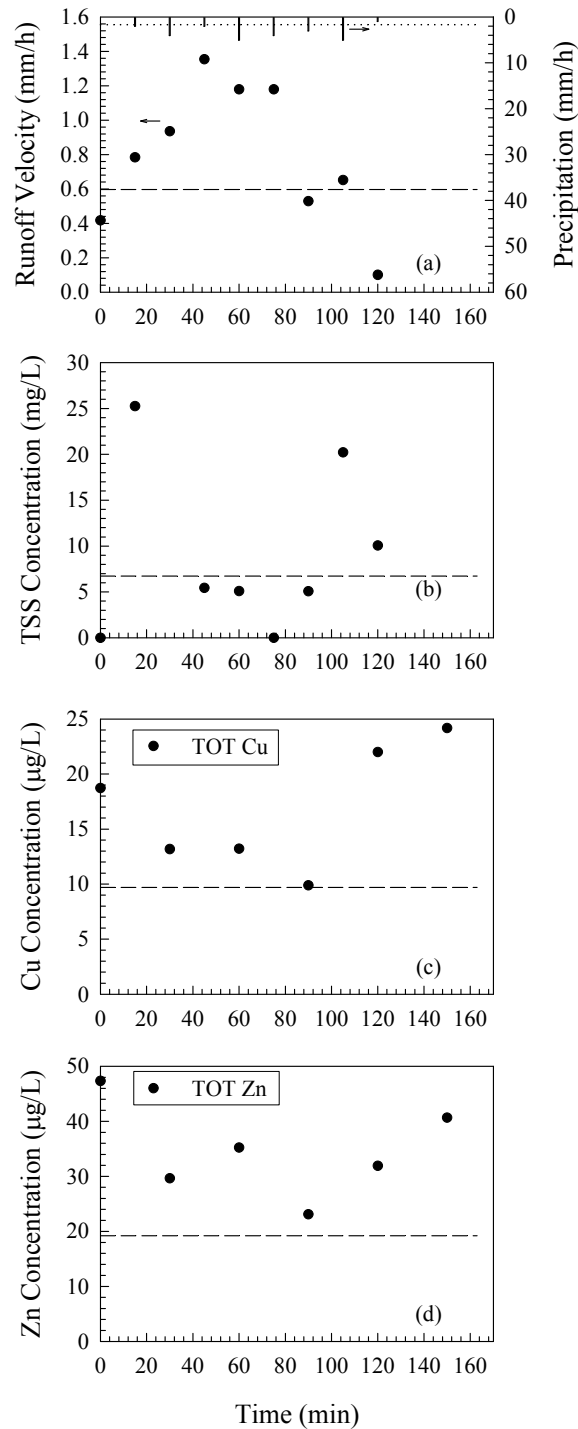 Runoff Velocity (mm/h)
1.6
1.4
1.2
1.0
0.8
0.6
0.4
0.2
0.0
0
10
20
30
40
50
60
Precipitation (mm/h)
(a)
0 20 40 60 80 100 120 140 160
TSS Concentration (mg/L)
30
25
20
15
10
5
0
(b)
0 20 40 60 80 100 120 140 160
Cu Concentration (μg/L)
25
20
15
10
5
0
TOT Cu
(c)
0 20 40 60 80 100 120 140 160
Zn Concentration (μg/L)
50
40
30
20
10
0
TOT Zn
(d)
0 20 40 60 80 100 120 140 160
Time (min)